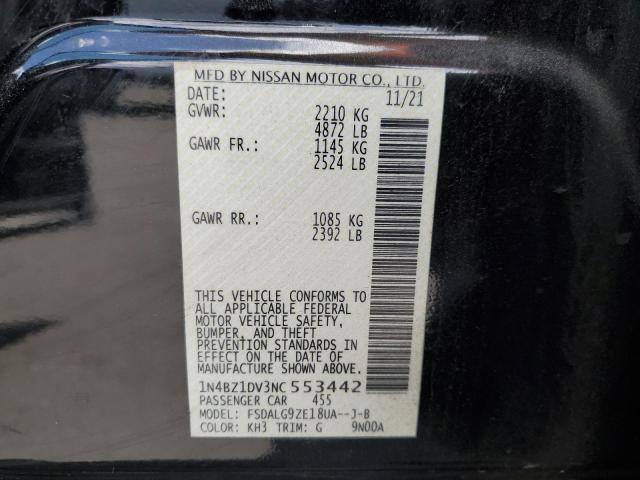 MFD BY NISSAN MOTOR CO., LTD.
DATE: 11/21
GVWR: 2210 KG
4872 LB
GAWR FR.: 1145 KG
2524 LB
GAWR RR.: 1085 KG
2392 LB
THIS VEHICLE CONFORMS TO
ALL APPLICABLE FEDERAL
MOTOR VEHICLE SAFETY,
BUMPER, AND THEFT
PREVENTION STANDARDS IN
EFFECT ON THE DATE OF
MANUFACTURE SHOWN ABOVE.
1N4BZ1DV3NC 553442
PASSENGER CAR 455
MODEL: FSDALG9ZE18UA--J-B
COLOR: KH3 TRIM: G 9N00A